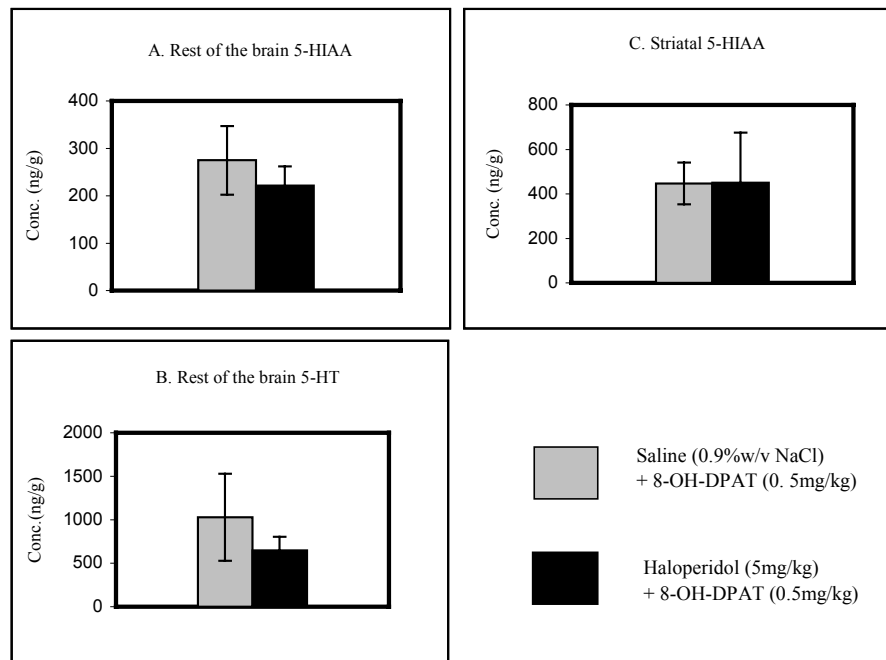 A. Rest of the brain 5-HIAA
Conc. (ng/g)
400
300
200
100
0
C. Striatal 5-HIAA
Conc. (ng/g)
800
600
400
200
0
B. Rest of the brain 5-HT
Conc.(ng/g)
2000
1500
1000
500
0
Saline (0.9%w/v NaCl)
+ 8-OH-DPAT (0. 5mg/kg)
Haloperidol (5mg/kg)
+ 8-OH-DPAT (0.5mg/kg)